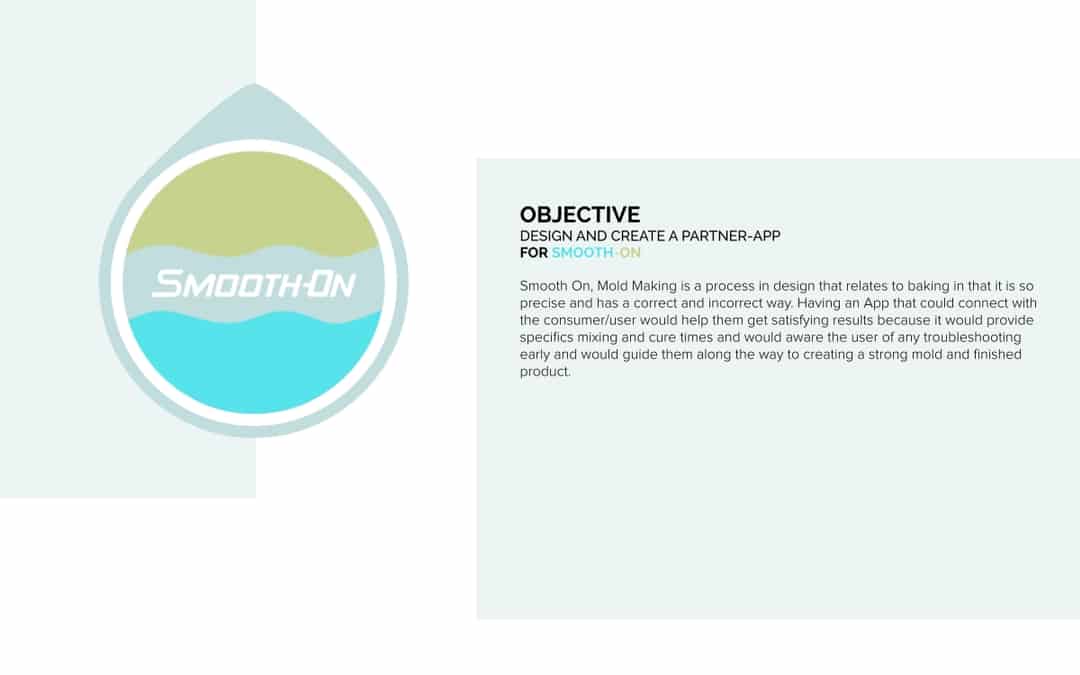 SMOOTH-ON
OBJECTIVE
DESIGN AND CREATE A PARTNER-APP
FOR SMOOTH-ON
Smooth On, Mold Making is a process in design that relates to baking in that it is so
precise and has a correct and incorrect way. Having an App that could connect with
the consumer/user would help them get satisfying results because it would provide
specifics mixing and cure times and would aware the user of any troubleshooting
early and would guide them along the way to creating a strong mold and finished
product.